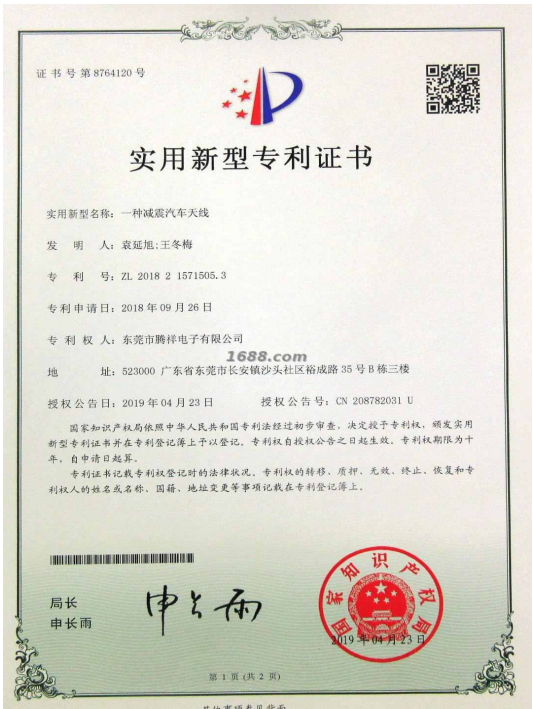 证书号第8764120号
实用新型专利证书
实用新型名称：一种减震汽车天线
发明人：袁延旭;王冬梅
专利号：ZL 2018 2 1571505.3
专利申请日：2018年09月26日
专利权人：东莞市腾祥电子有限公司
1688.com
地址：523000 广东省东莞市长安镇沙头社区裕成路35号B栋三楼
授权公告日：2019年04月23日 授权公告号：CN 208782031 U
国家知识产权局依照中华人民共和国专利法经过初步审查，决定授予专利权，颁发实用
新型专利证书并在专利登记簿上予以登记。专利权自授权公告之日起生效。专利权期限为十
年，自申请日起算。
专利证书记载专利权登记时的法律状况。专利权的转移、质押、无效、终止、恢复和专
利权人的姓名或名称、国籍、地址变更等事项记载在专利登记簿上。
局长
申长雨
申长雨
国家知识产权局
2019年04月23日
第1页(共2页)
其他事项参见背面